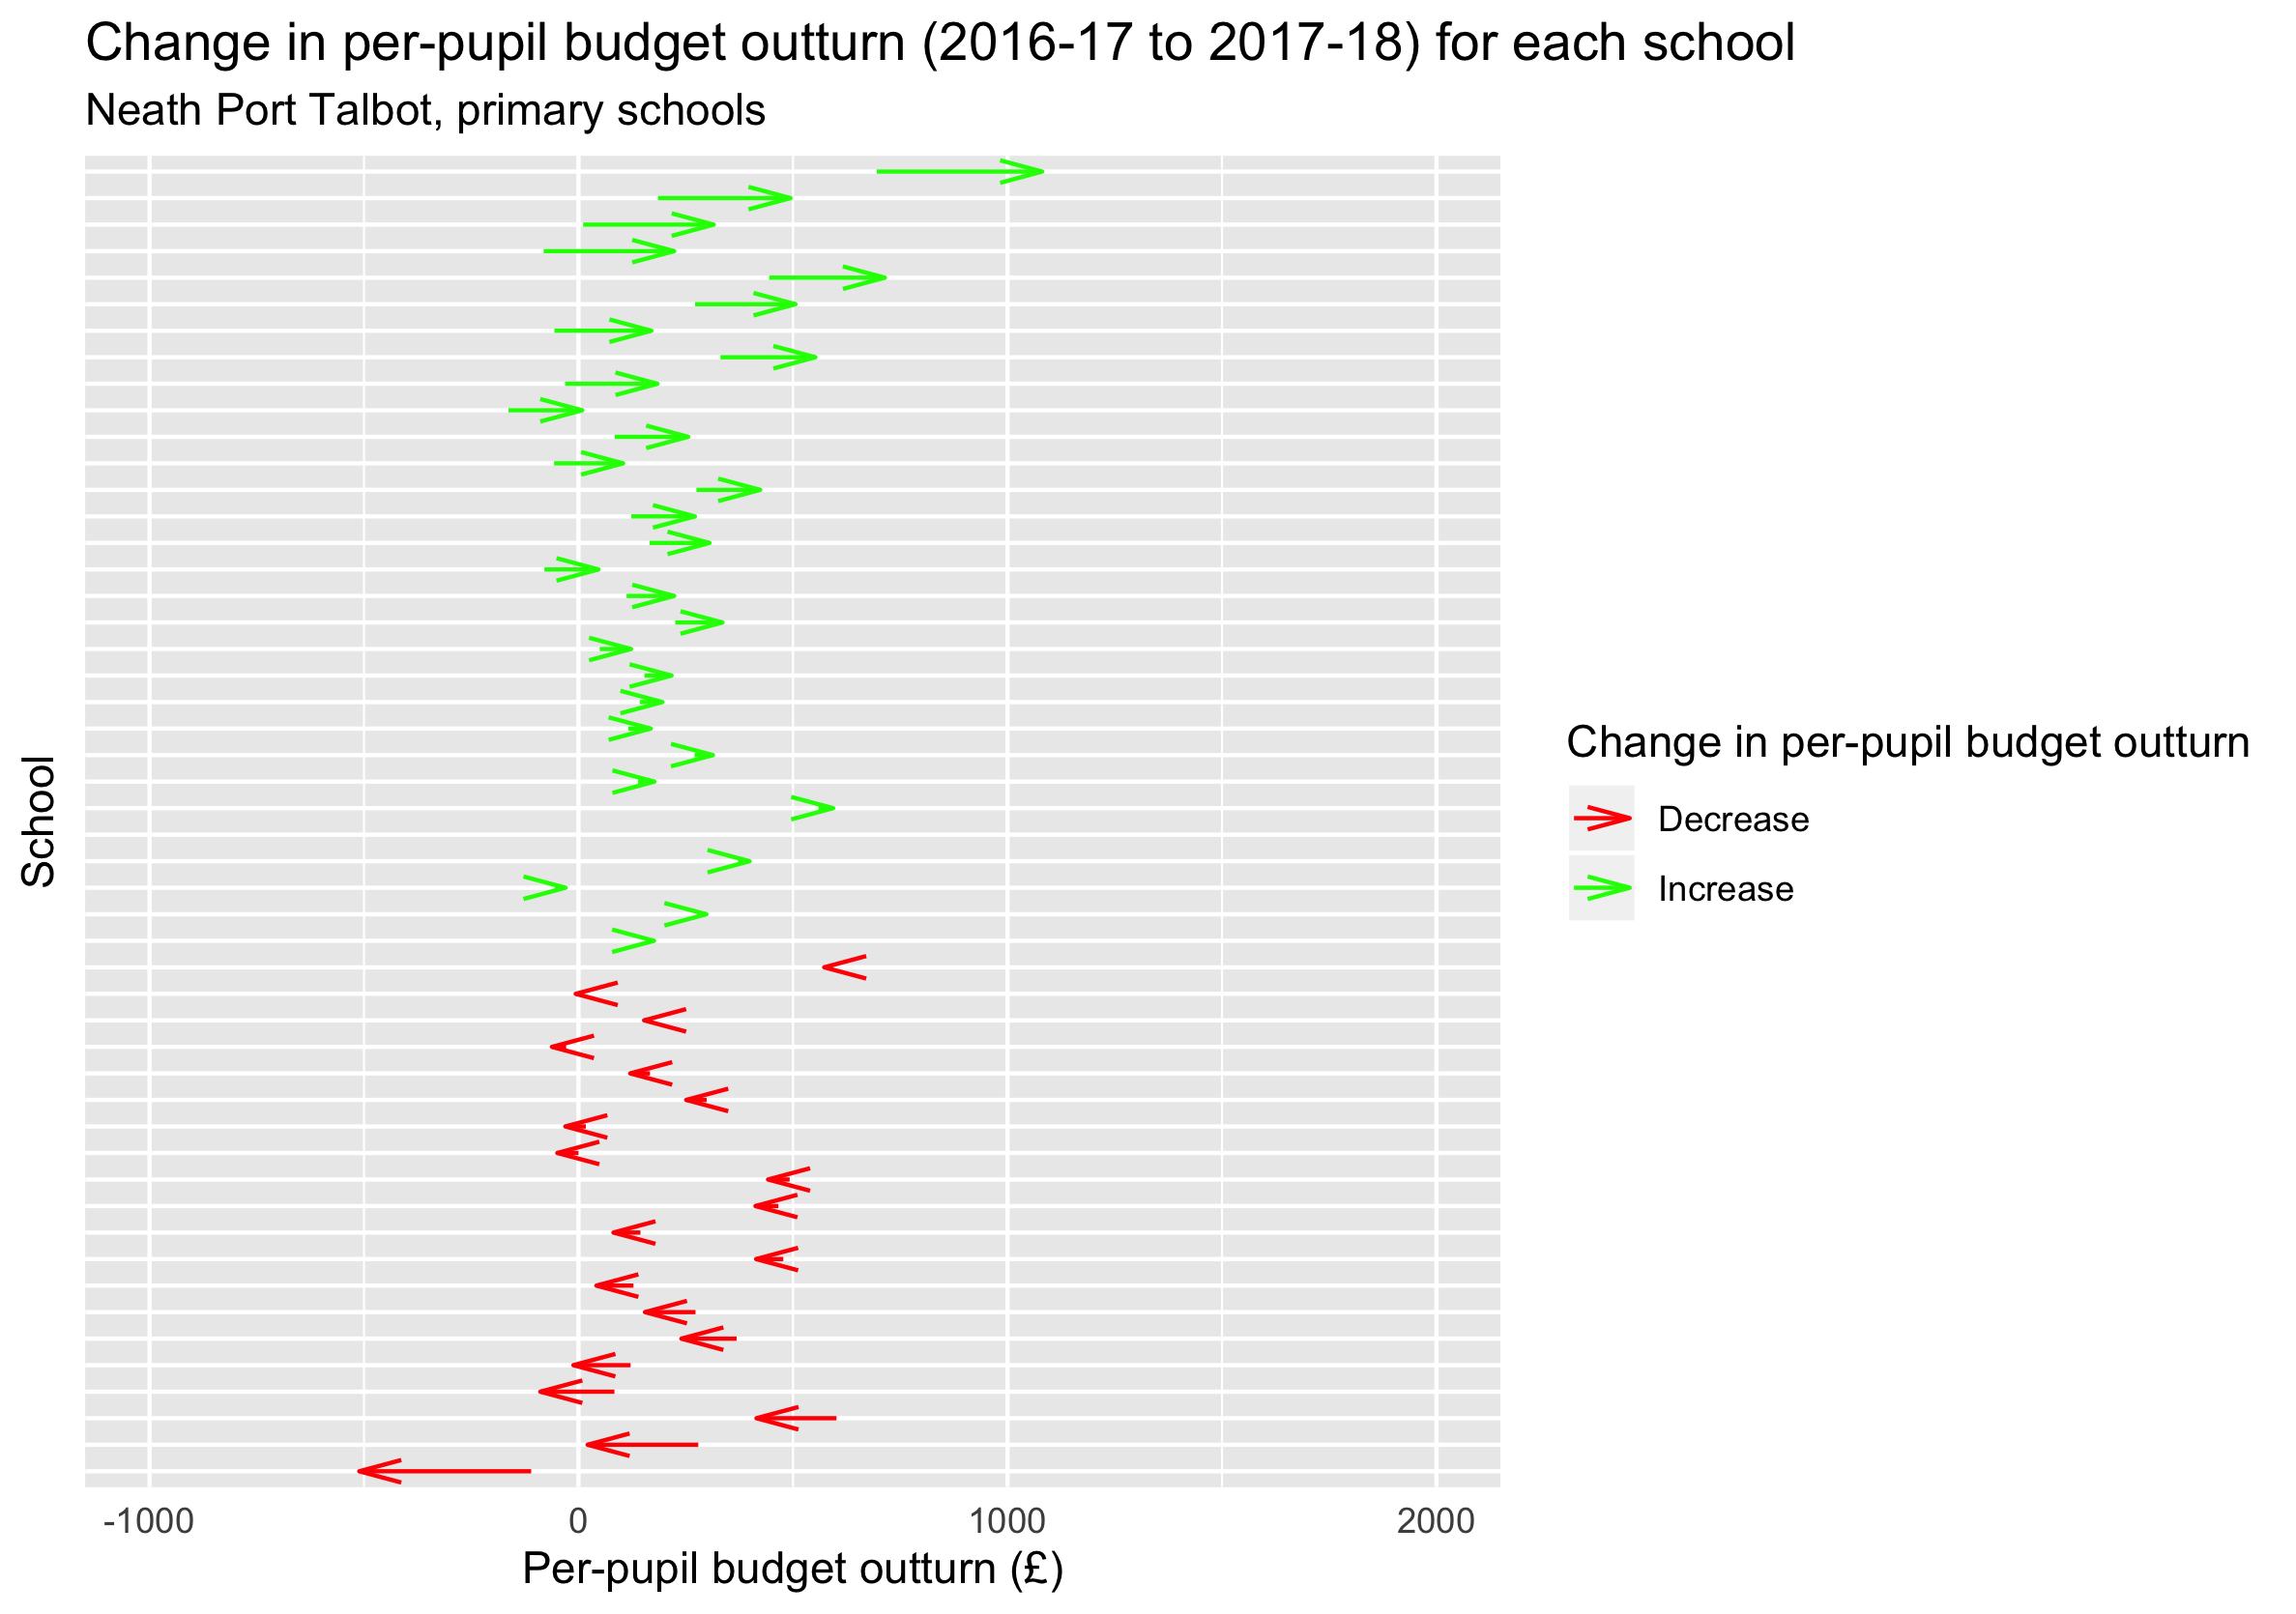 Change in per-pupil budget outturn (2016-17 to 2017-18) for each school
Neath Port Talbot, primary schools
School
Change in per-pupil budget outturn
Decrease
Increase
-1000 0 1000 2000
Per-pupil budget outturn (£)